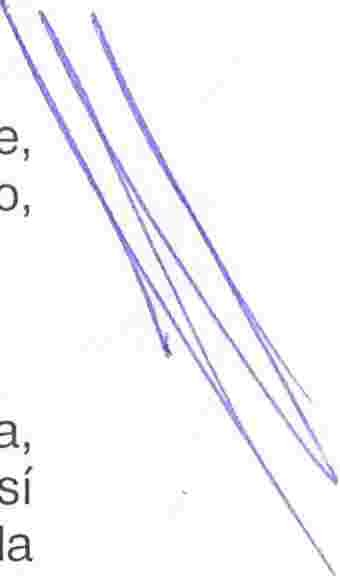 e,
o,
a,
sí
la